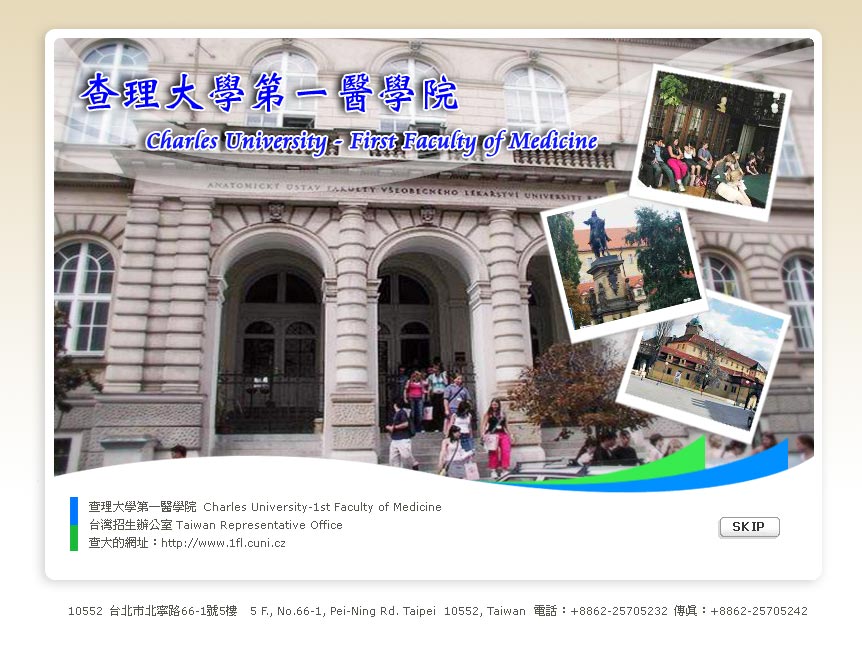 查理大學第一醫學院
Charles University - First Faculty of Medicine
ANATOMICKÝ ÚSTAV FAKULTY VŠEOBECNÉHO LÉKAŘSTVÍ UNIVERSITY
查理大學第一醫學院 Charles University-1st Faculty of Medicine
台灣招生辦公室 Taiwan Representative Office
查大的網址：http://www.1fl.cuni.cz
SKIP
10552 台北市北寧路66-1號5樓 5 F., No.66-1, Pei-Ning Rd. Taipei 10552, Taiwan 電話：+8862-25705232 傳眞：+8862-25705242